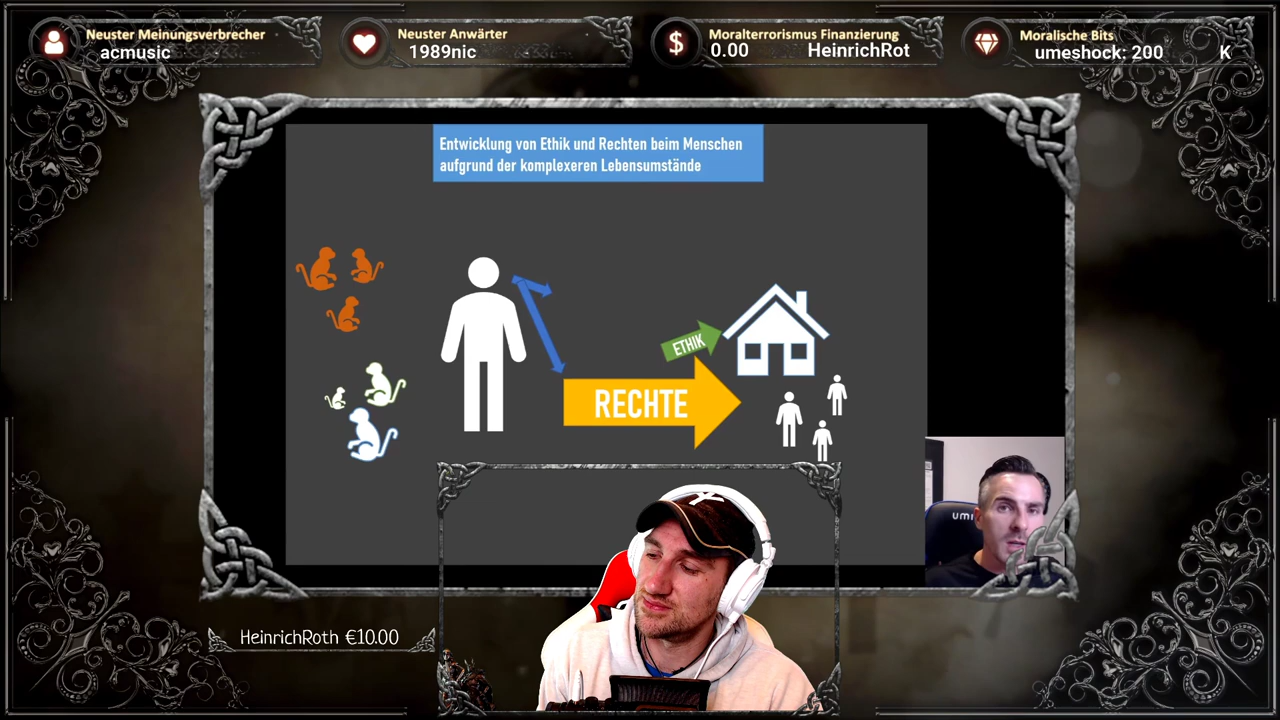 Neuster Meinungsverbrecher
acmusic
Neuster Anwärter
1989nic
Moralterrorismus Finanzierung
0.00 HeinrichRot
Moralische Bits
umeshock: 200 K
Entwicklung von Ethik und Rechten beim Menschen
aufgrund der komplexeren Lebensumstände
ETHIK
RECHTE
HeinrichRoth €10.00